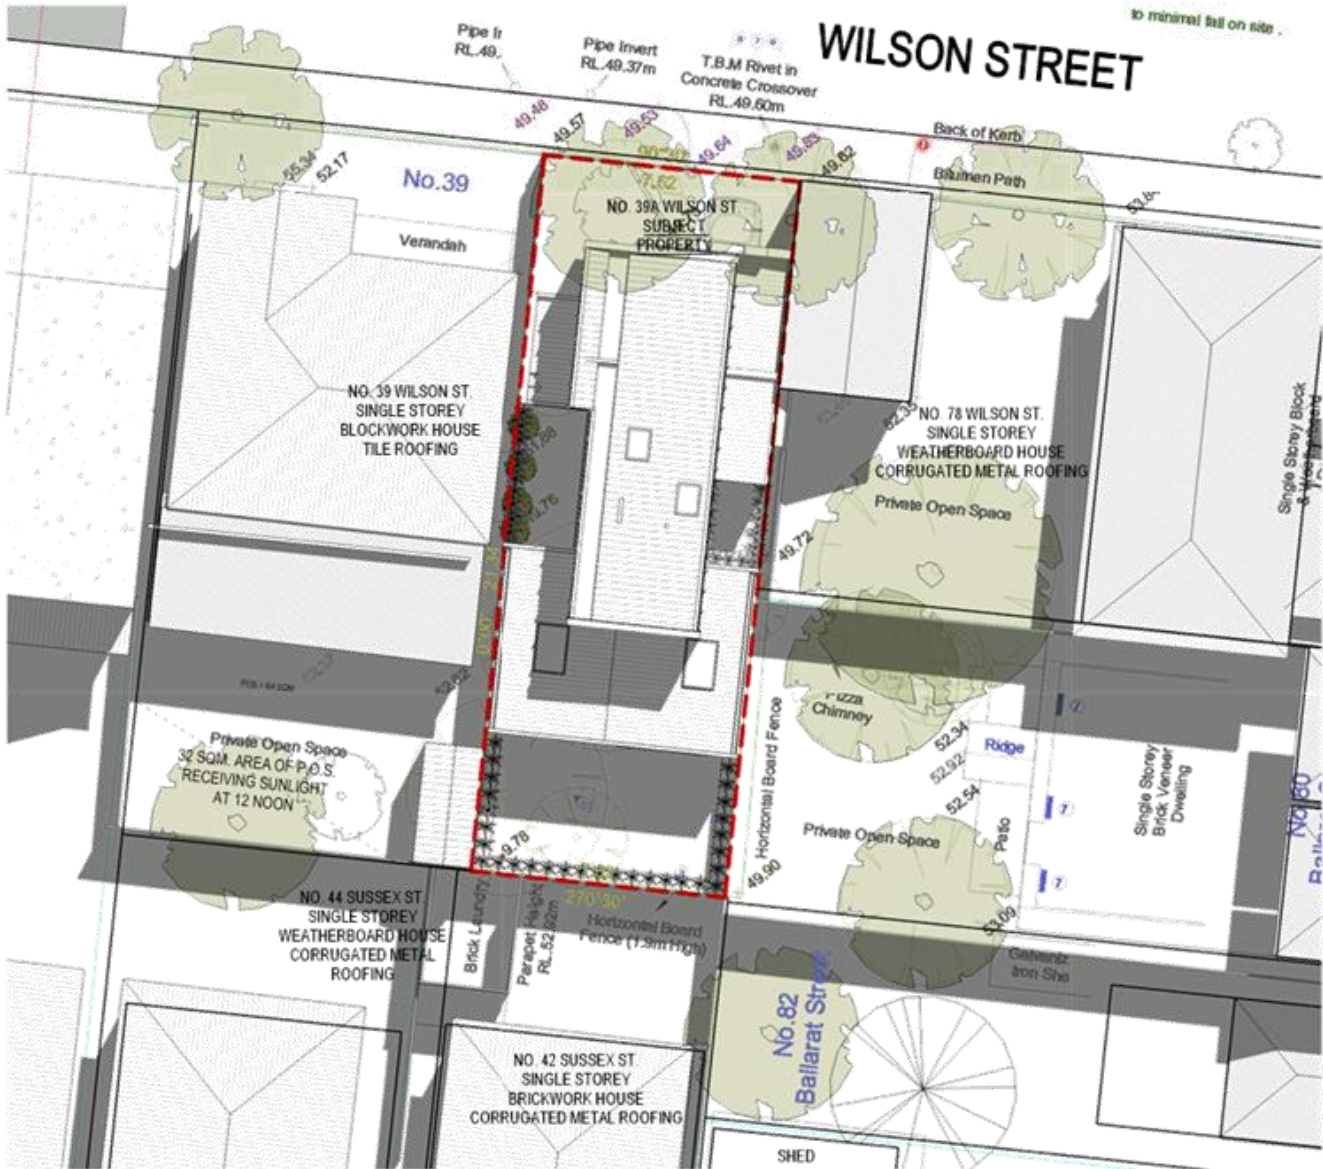 to minimal fall on site .
WILSON STREET
Pipe Ir
RL.49.
Pipe Invert
RL.49.37m
T.B.M Rivet in
Concrete Crossover
RL.49.60m
Back of Kerb
Bitumen Path
49.48
49.57
49.53
49.64
49.62
55.34
52.17
No.39
7.62
NO. 39A WILSON ST.
SUBJECT
PROPERTY
Verandah
NO. 39 WILSON ST.
SINGLE STOREY
BLOCKWORK HOUSE
TILE ROOFING
NO. 78 WILSON ST.
SINGLE STOREY
WEATHERBOARD HOUSE
CORRUGATED METAL ROOFING
Private Open Space
Single Storey Block
49.72
Pizza
Chimney
52.34
52.92
52.54
Ridge
Horizontal Board Fence
Private Open Space
Patio
Single Storey
Brick Veneer
Dwelling
Private Open Space
32 SQM. AREA OF P.O.S.
RECEIVING SUNLIGHT
AT 12 NOON
49.90
270°30'
Horizontal Board
Fence (1.9m High)
NO. 44 SUSSEX ST.
SINGLE STOREY
WEATHERBOARD HOUSE
CORRUGATED METAL
ROOFING
Brick Laundry
Parapet Height
53.09
Galvaniz
Iron She
No.82
Ballarat Street
NO. 42 SUSSEX ST
SINGLE STOREY
BRICKWORK HOUSE
CORRUGATED METAL ROOFING
SHED